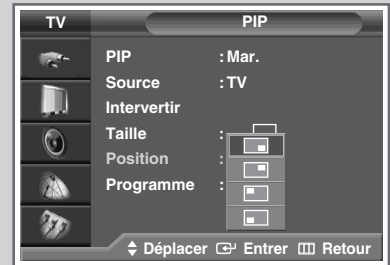 TV PIP
PIP : Mar.
Source : TV
Intervertir
Taille :
Position :
Programme :
Déplacer Entrer Retour